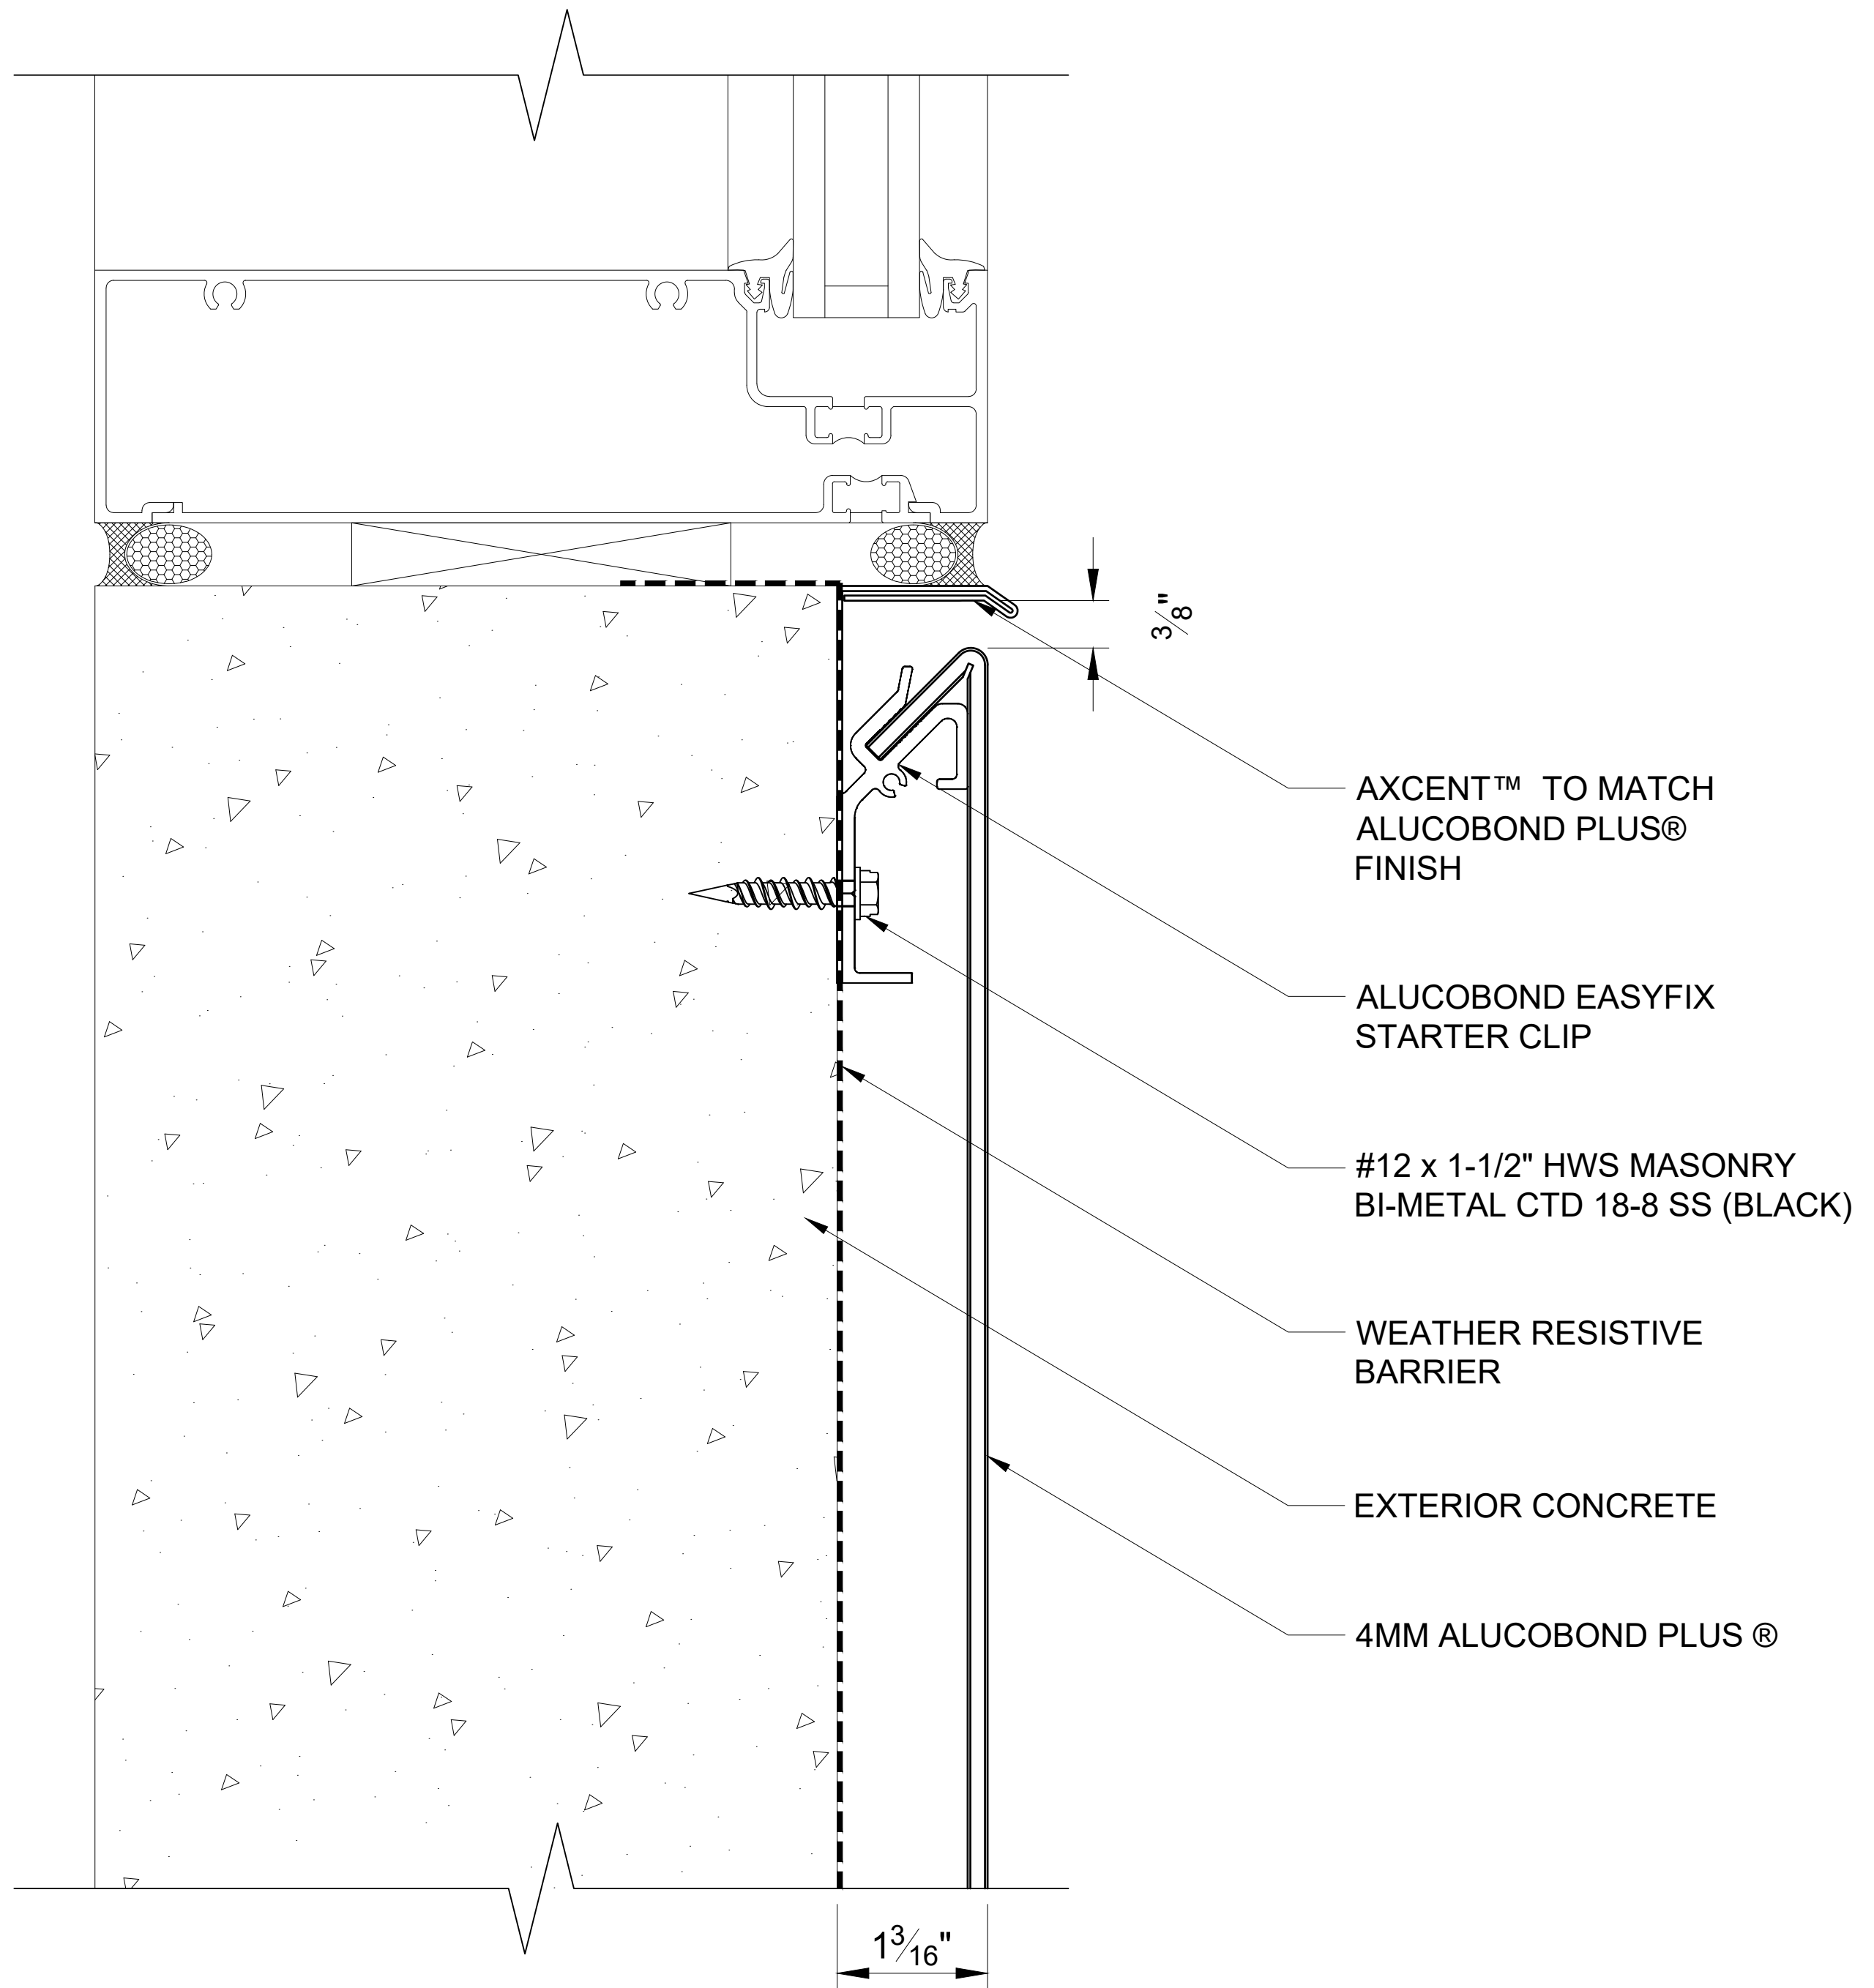 3/8"
AXCENT™ TO MATCH
ALUCOBOND PLUS®
FINISH
ALUCOBOND EASYFIX
STARTER CLIP
#12 x 1-1/2" HWS MASONRY
BI-METAL CTD 18-8 SS (BLACK)
WEATHER RESISTIVE
BARRIER
EXTERIOR CONCRETE
4MM ALUCOBOND PLUS ®
1 3/16"